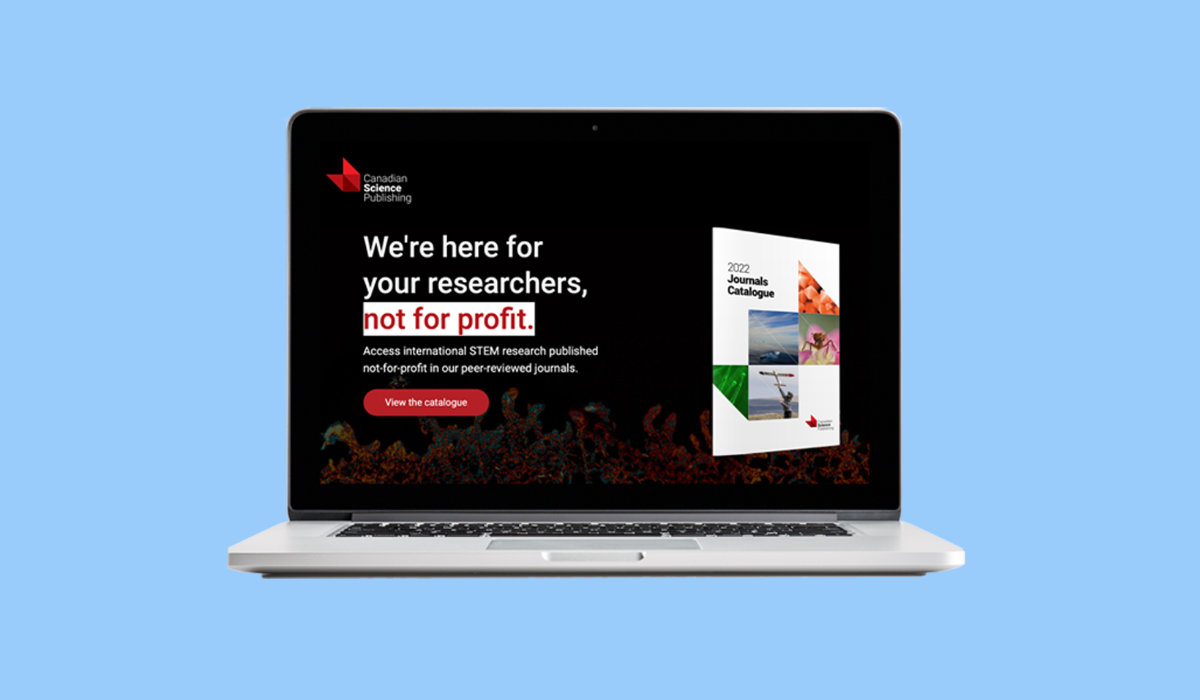 Canadian
Science
Publishing
We're here for
your researchers,
not for profit.
Access international STEM research published
not-for-profit in our peer-reviewed journals.
View the catalogue
2022
Journals
Catalogue
Canadian
Science
Publishing